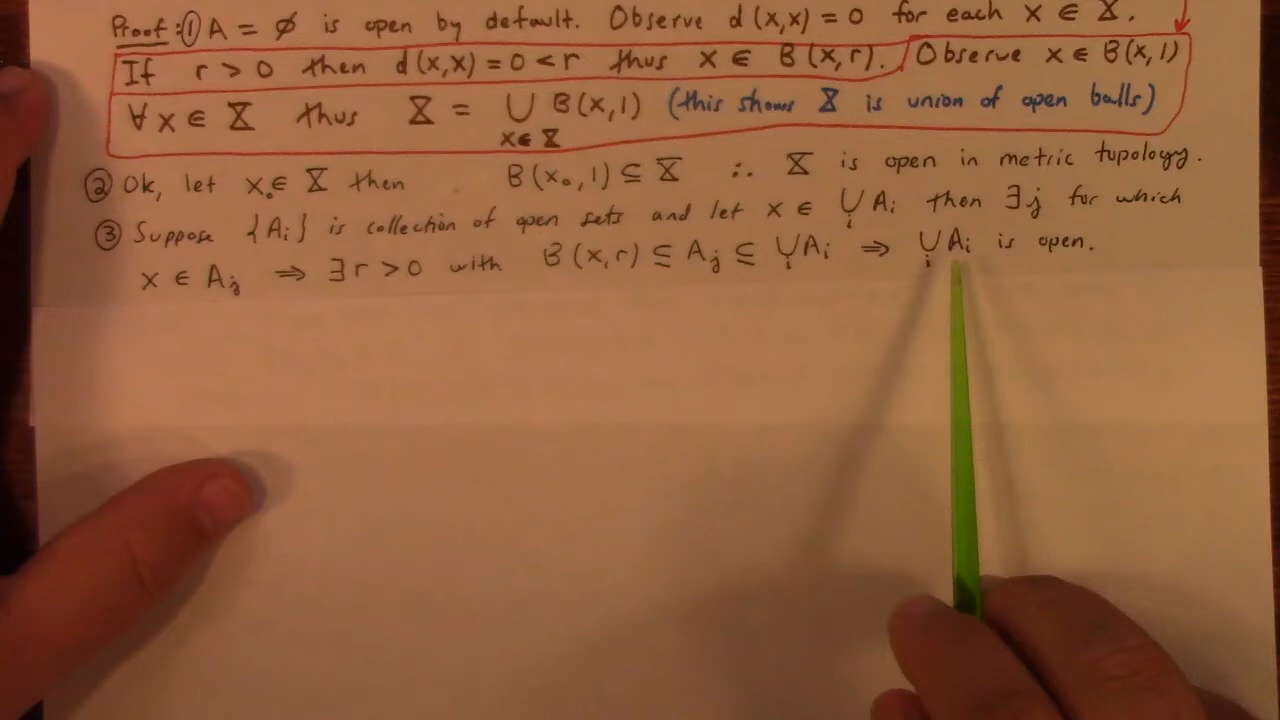 Proof: ① A = ∅ is open by default. Observe d(x,x) = 0 for each x ∈ X.
If r > 0 then d(x,x) = 0 < r thus x ∈ B(x,r). Observe x ∈ B(x,1)
∀ x ∈ X thus X = ∪ B(x,1) (this shows X is union of open balls)
x ∈ X
② Ok, let x₀ ∈ X then B(x₀,1) ⊆ X ∴ X is open in metric topology.
③ Suppose {Aᵢ} is collection of open sets and let x ∈ ∪ᵢ Aᵢ then ∃j for which
x ∈ Aⱼ ⇒ ∃ r > 0 with B(x,r) ⊆ Aⱼ ⊆ ∪ᵢ Aᵢ ⇒ ∪ᵢ Aᵢ is open.